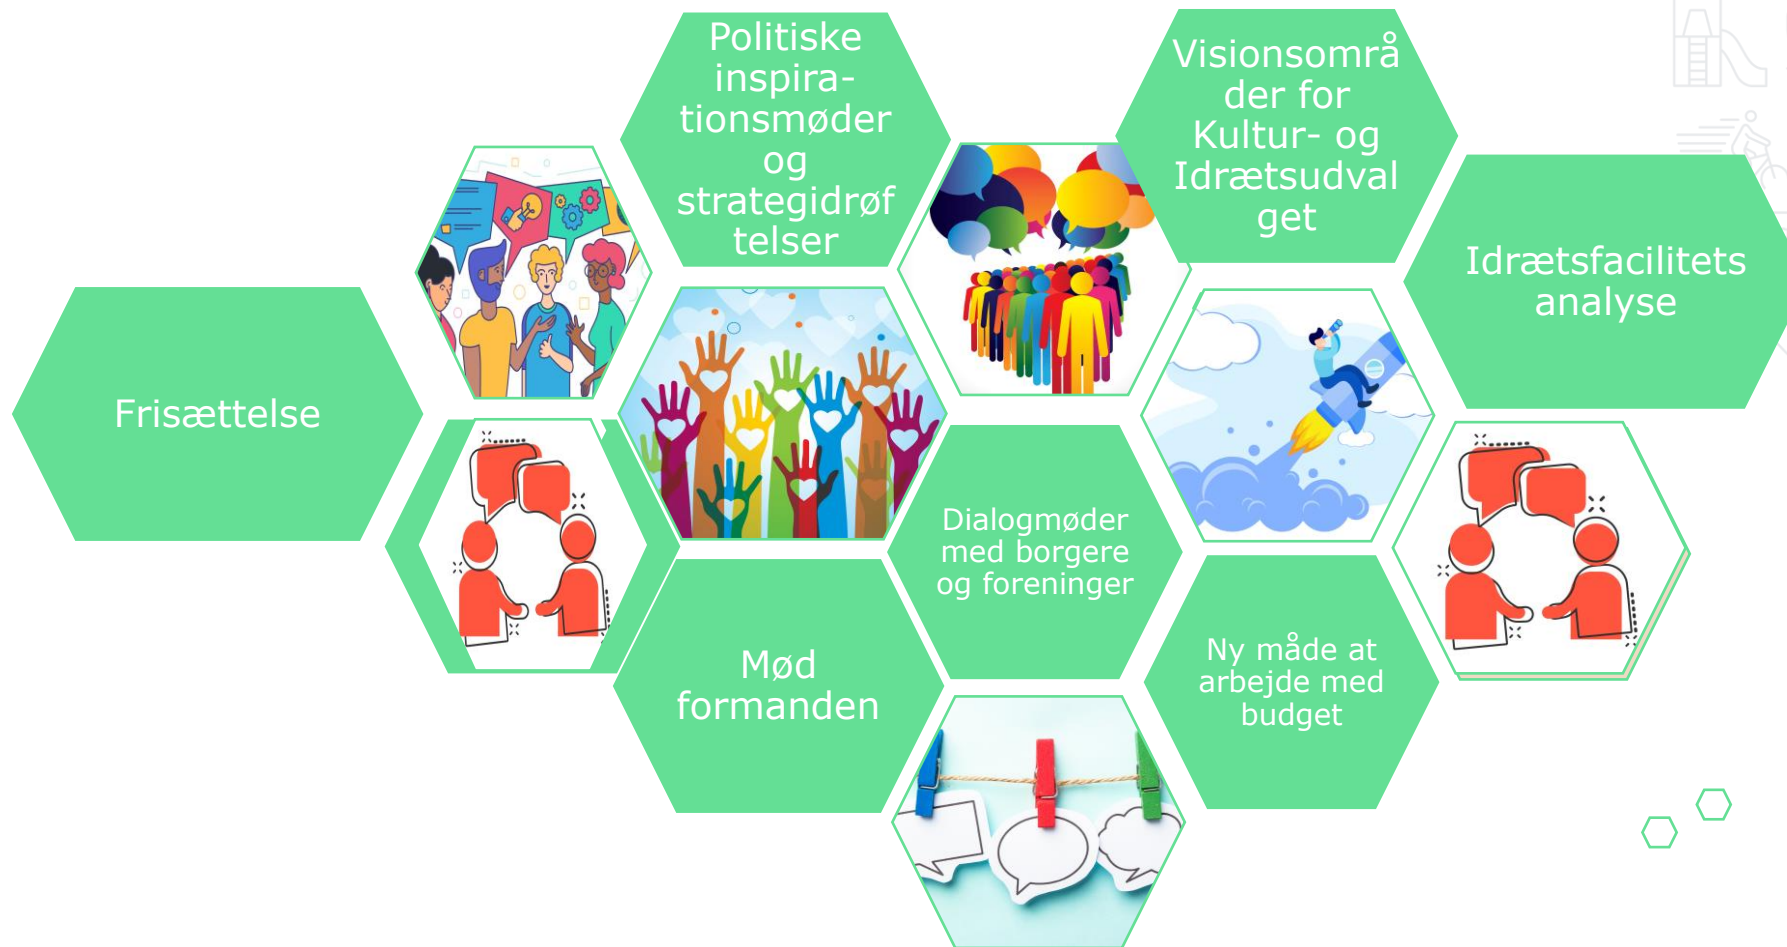 Politiske
inspira-
tionsmøder
og
strategidrøf
telser
Visionsområ
der for
Kultur- og
Idrætsudval
get
Idrætsfacilitets
analyse
Frisættelse
Dialogmøder
med borgere
og foreninger
Mød
formanden
Ny måde at
arbejde med
budget